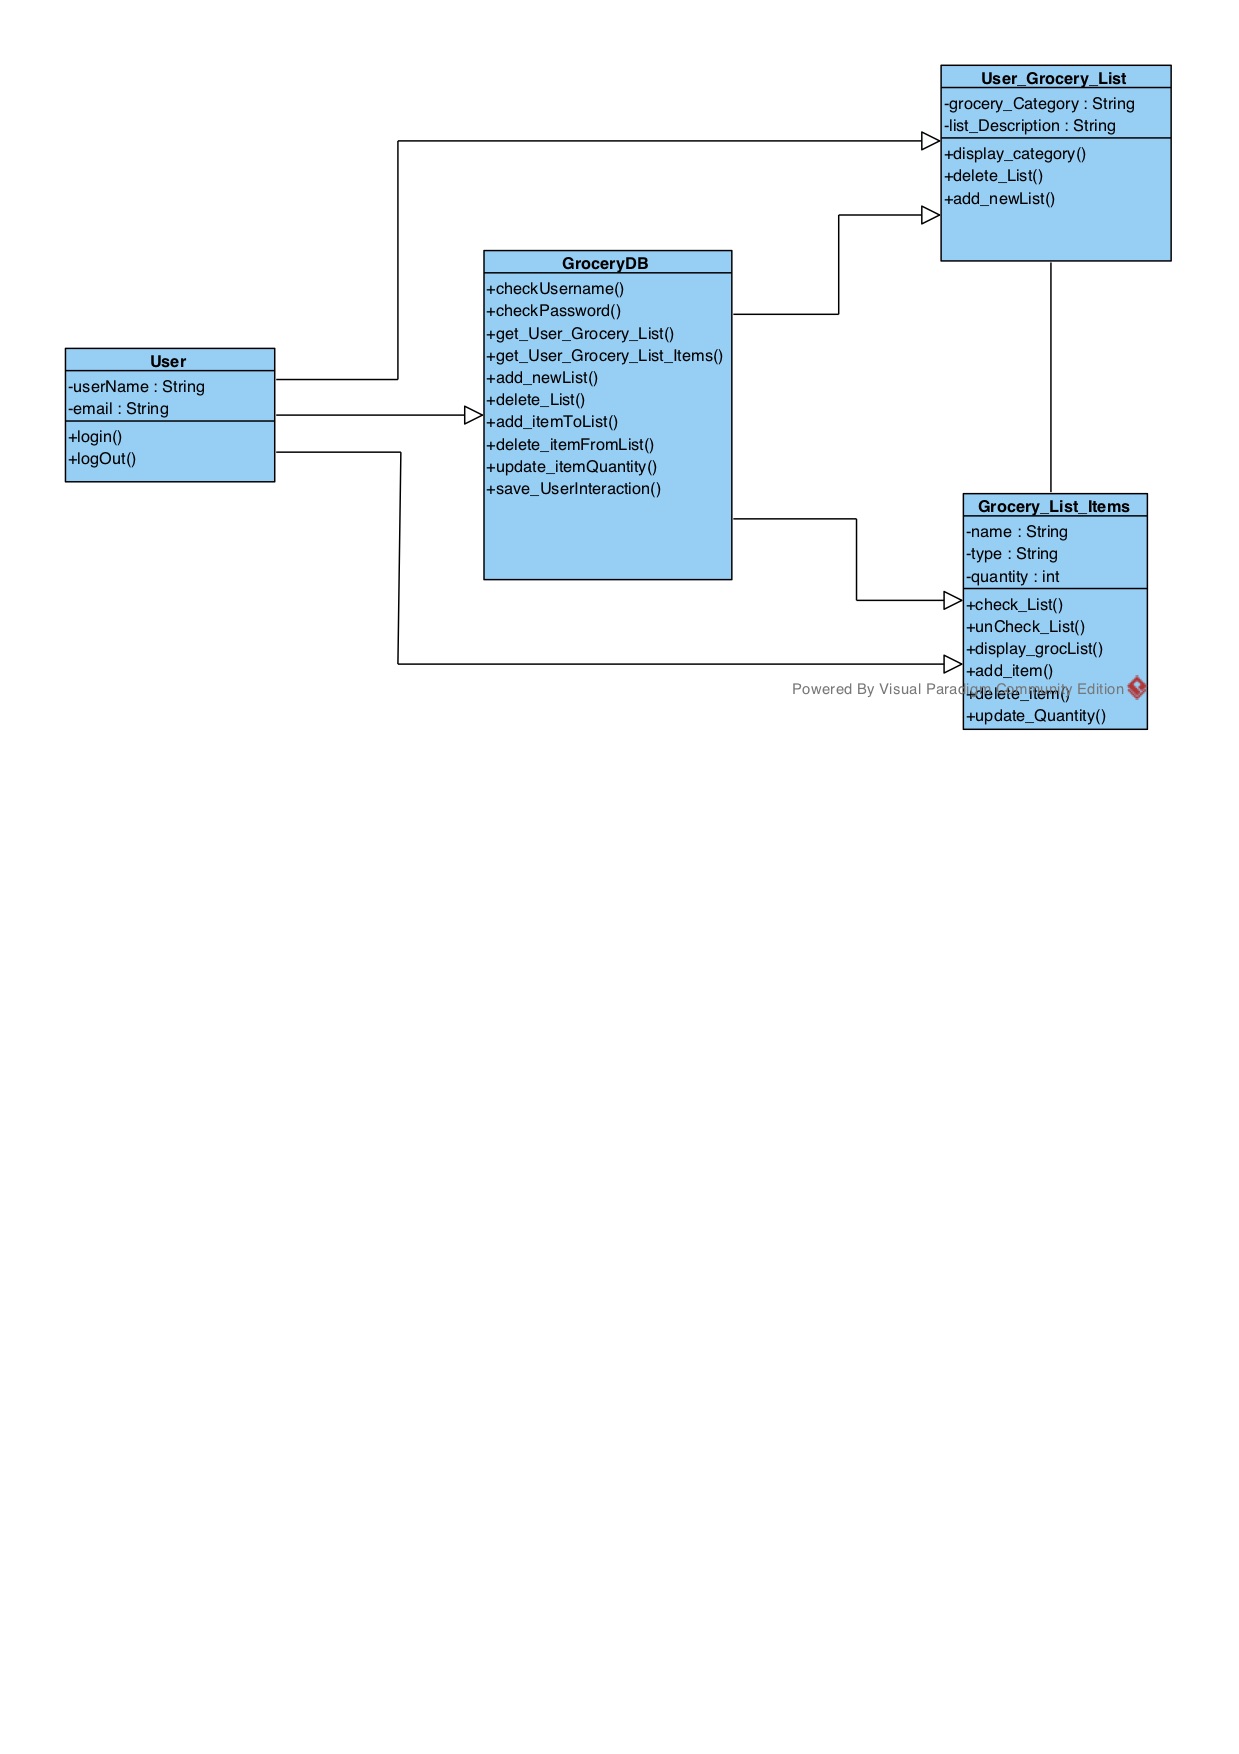 User_Grocery_List
-grocery_Category : String
-list_Description : String
+display_category()
+delete_List()
+add_newList()
GroceryDB
+checkUsername()
+checkPassword()
+get_User_Grocery_List()
+get_User_Grocery_List_Items()
+add_newList()
+delete_List()
+add_itemToList()
+delete_itemFromList()
+update_itemQuantity()
+save_UserInteraction()
User
-userName : String
-email : String
+login()
+logOut()
Grocery_List_Items
-name : String
-type : String
-quantity : int
+check_List()
+unCheck_List()
+display_grocList()
+add_item()
+delete_item()
+update_Quantity()
Powered By Visual Paradigm Community Edition